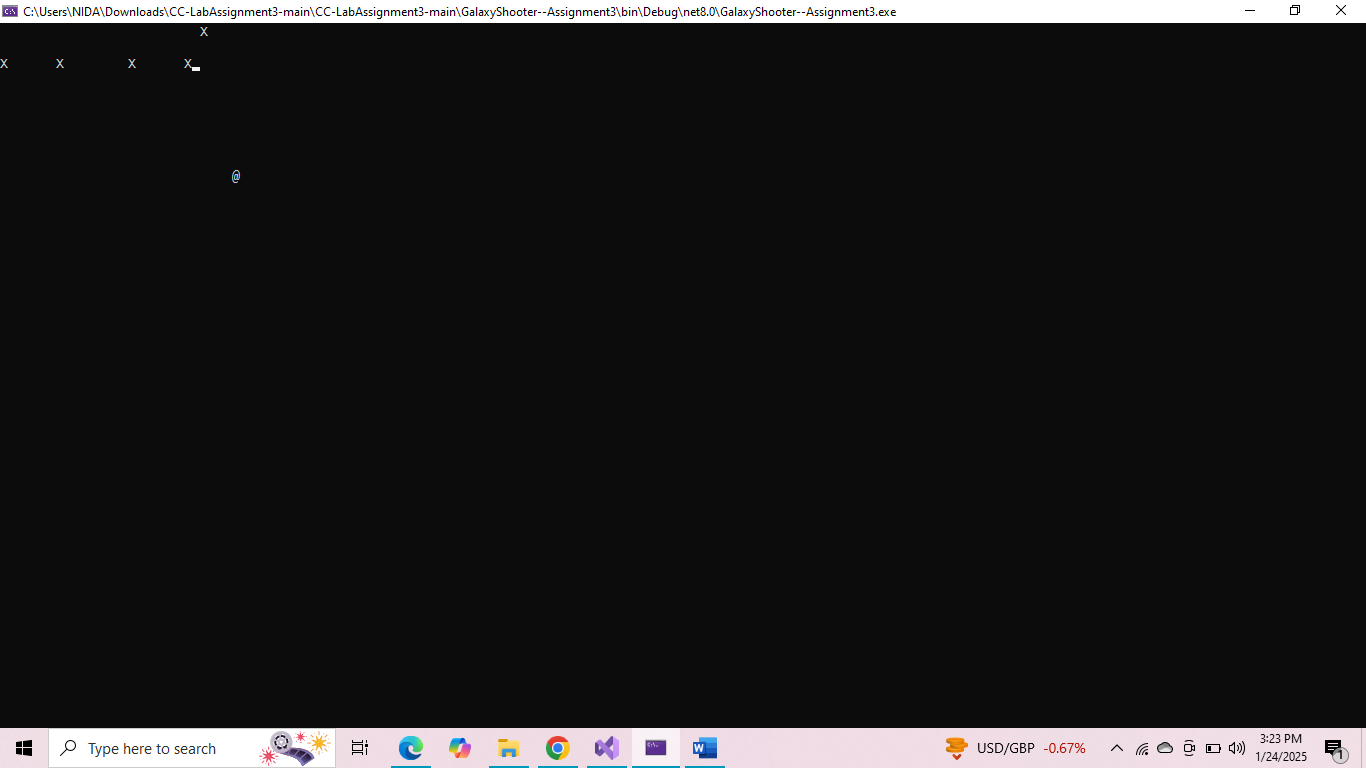 C:\Users\NIDA\Downloads\CC-LabAssignment3-main\CC-LabAssignment3-main\GalaxyShooter--Assignment3\bin\Debug\net8.0\GalaxyShooter--Assignment3.exe
X
X X X X
@
Type here to search
USD/GBP -0.67%
3:23 PM
1/24/2025
1